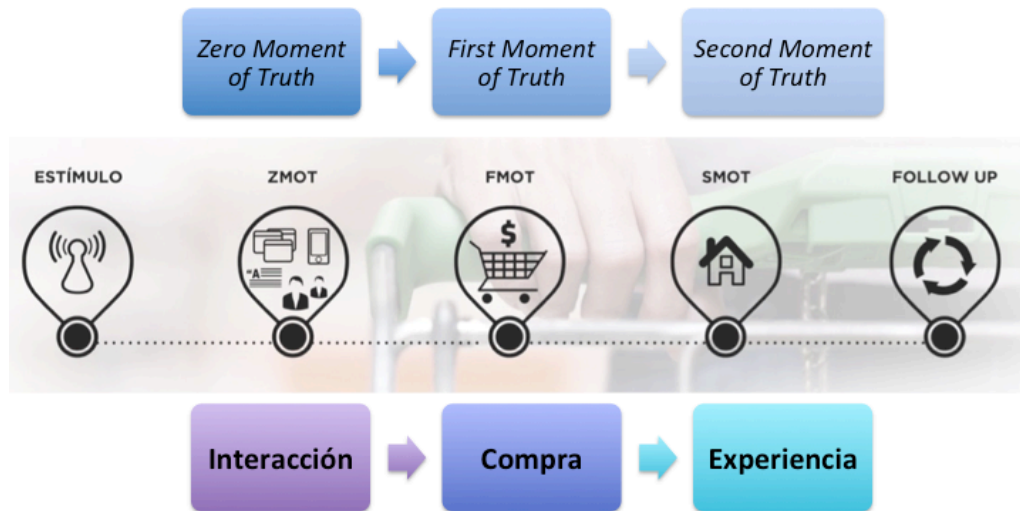 Zero Moment
of Truth
First Moment
of Truth
Second Moment
of Truth
ESTÍMULO
ZMOT
FMOT
SMOT
FOLLOW UP
"A
$
Interacción
Compra
Experiencia